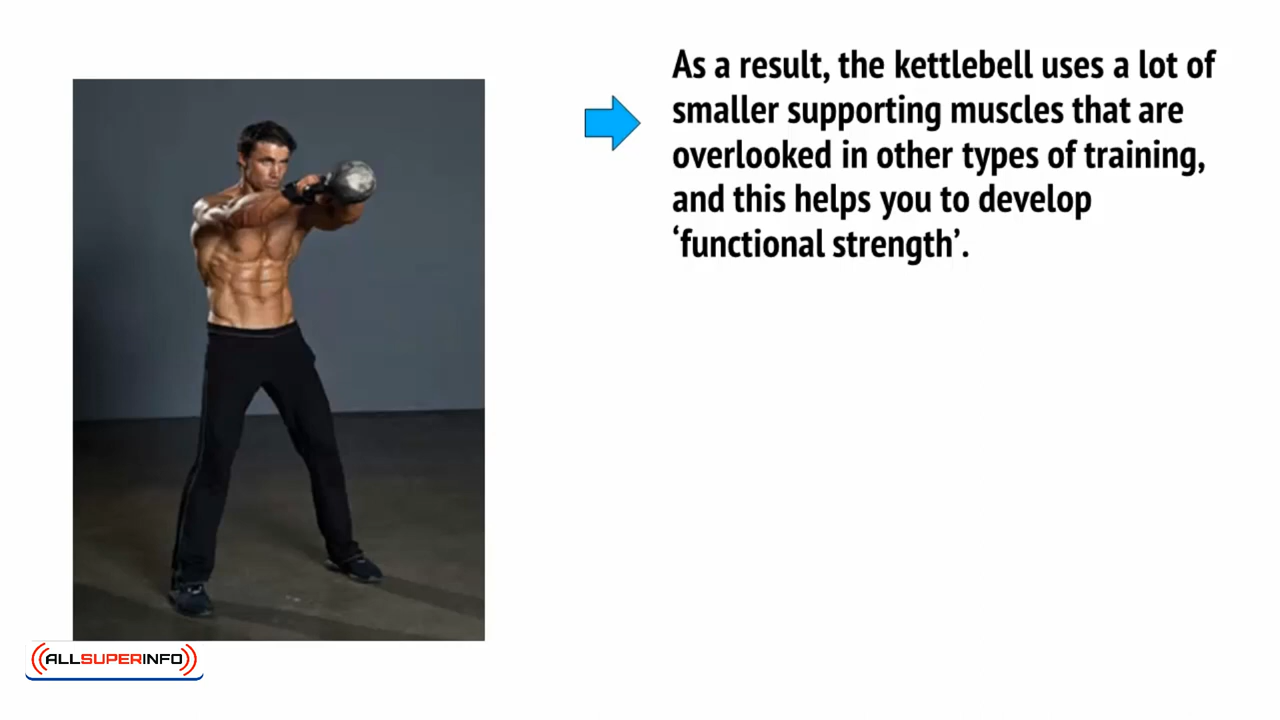 As a result, the kettlebell uses a lot of
smaller supporting muscles that are
overlooked in other types of training,
and this helps you to develop
‘functional strength’.
ALLSUPERINFO